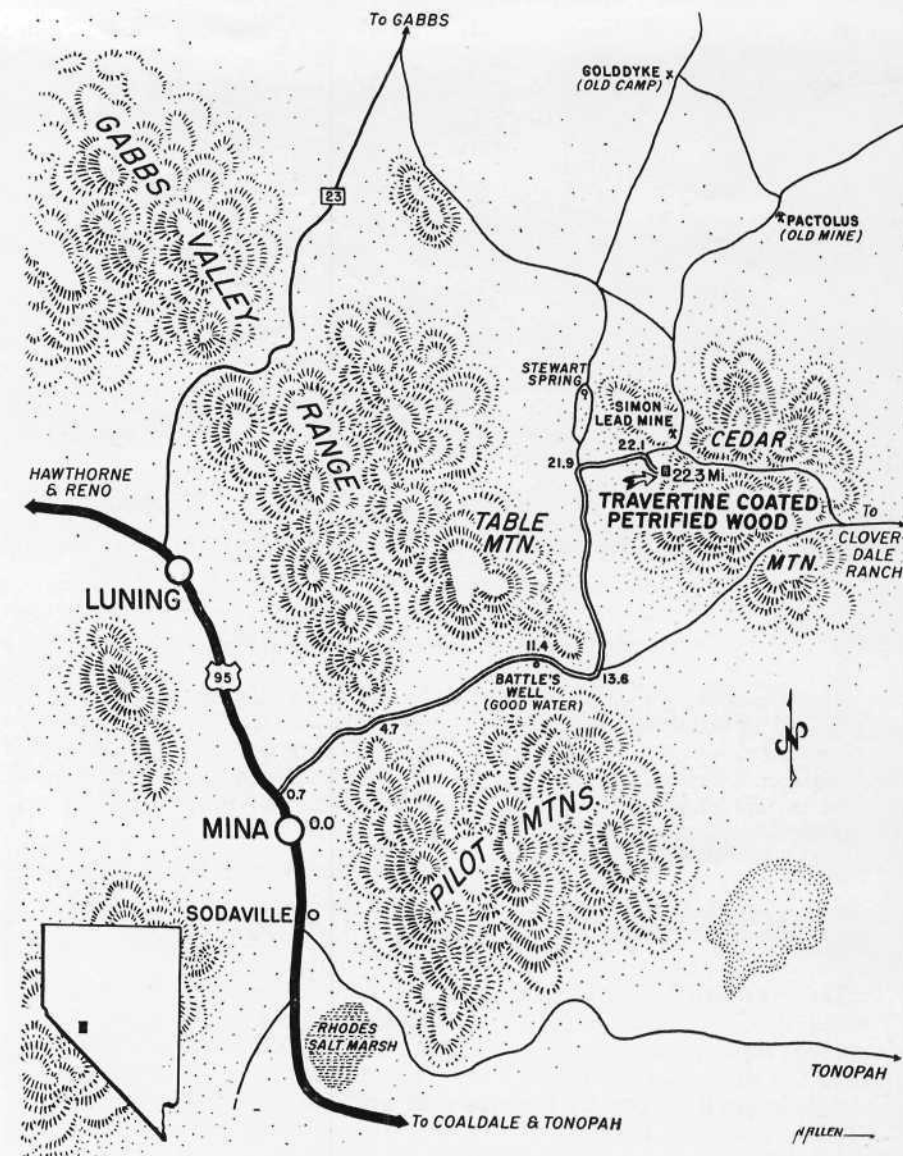 To GABBS
GOLDDYKE
(OLD CAMP)
GABBS
VALLEY
RANGE
23
PACTOLUS
(OLD MINE)
STEWART
SPRING
SIMON
LEAD MINE
CEDAR
MTN.
21.9
22.1
22.3 Mi.
TRAVERTINE COATED
PETRIFIED WOOD
HAWTHORNE
& RENO
To
CLOVER-
DALE
RANCH
TABLE
MTN.
LUNING
95
11.4
BATTLE'S
WELL
(GOOD WATER)
13.6
4.7
N
0.7
MINA
0.0
PILOT MTNS
SODAVILLE
RHODES
SALT MARSH
TONOPAH
To COALDALE & TONOPAH
N ALLEN